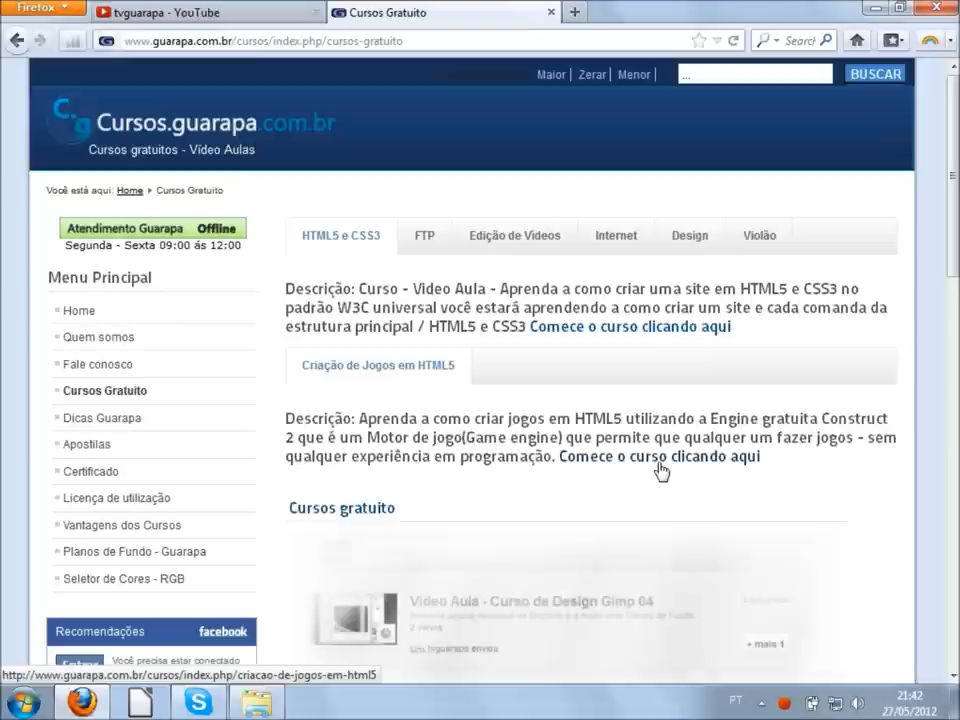 Firefox
tvguarapa - YouTube
Cursos Gratuito
www.guarapa.com.br/cursos/index.php/cursos-gratuito
Search
Maior | Zerar | Menor |
...
BUSCAR
C.g Cursos.guarapa.com.br
Cursos gratuitos - Vídeo Aulas
Você está aqui: Home Cursos Gratuito
Atendimento Guarapa Offline
Segunda - Sexta 09:00 ás 12:00
Menu Principal
Home
Quem somos
Fale conosco
Cursos Gratuito
Dicas Guarapa
Apostilas
Certificado
Licença de utilização
Vantagens dos Cursos
Planos de Fundo - Guarapa
Seletor de Cores - RGB
Recomendações facebook
Entrar
Você precisa estar conectado
HTML5 e CSS3 FTP Edição de Videos Internet Design Violão
Descrição: Curso - Video Aula - Aprenda a como criar uma site em HTML5 e CSS3 no
padrão W3C universal você estará aprendendo a como criar um site e cada comanda da
estrutura principal / HTML5 e CSS3 Comece o curso clicando aqui
Criação de Jogos em HTML5
Descrição: Aprenda a como criar jogos em HTML5 utilizando a Engine gratuita Construct
2 que é um Motor de jogo(Game engine) que permite que qualquer um fazer jogos - sem
qualquer experiência em programação. Comece o curso clicando aqui
Cursos gratuito
Video Aula - Curso de Design Gimp 04
2 views
+ mais 1
http://www.guarapa.com.br/cursos/index.php/criacao-de-jogos-em-html5
PT
21:42
27/05/2012